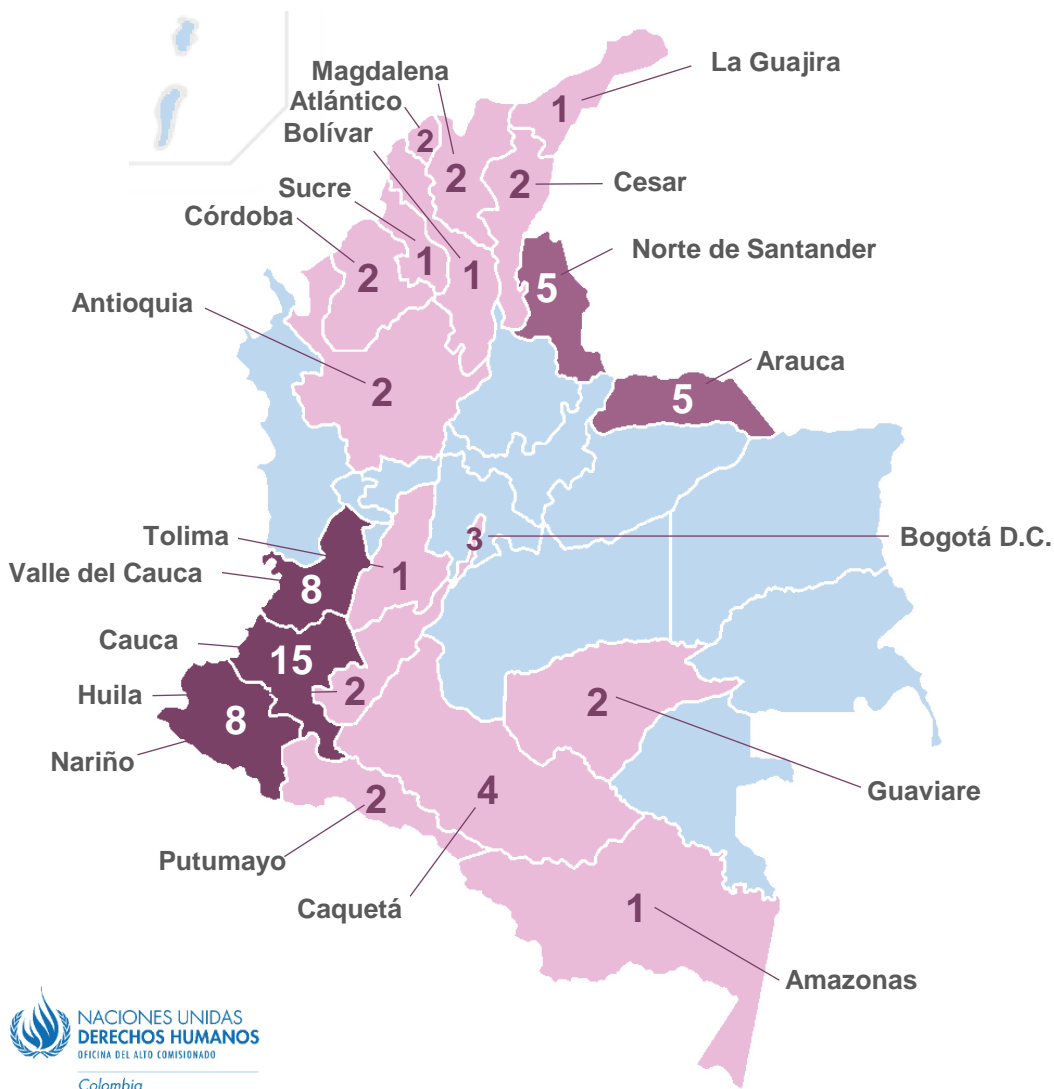 Magdalena
La Guajira
Atlántico
1
Bolívar
2
2
2
Cesar
Sucre
Córdoba
Norte de Santander
1
2
1
5
Antioquia
Arauca
2
5
Tolima
3
Bogotá D.C.
Valle del Cauca
8
1
Cauca
15
Huila
2
2
8
Nariño
Guaviare
4
2
Putumayo
Caquetá
1
Amazonas
NACIONES UNIDAS
DERECHOS HUMANOS
OFICINA DEL ALTO COMISIONADO
Colombia